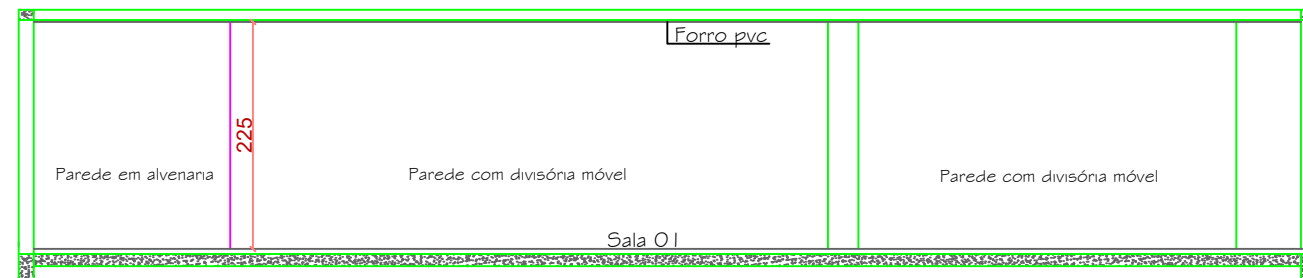 Forro pvc
225
Parede em alvenaria
Parede com divisória móvel
Parede com divisória móvel
Sala 01